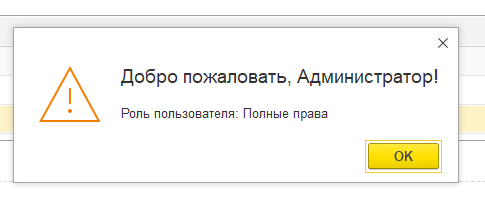 Добро пожаловать, Администратор!
Роль пользователя: Полные права
OK